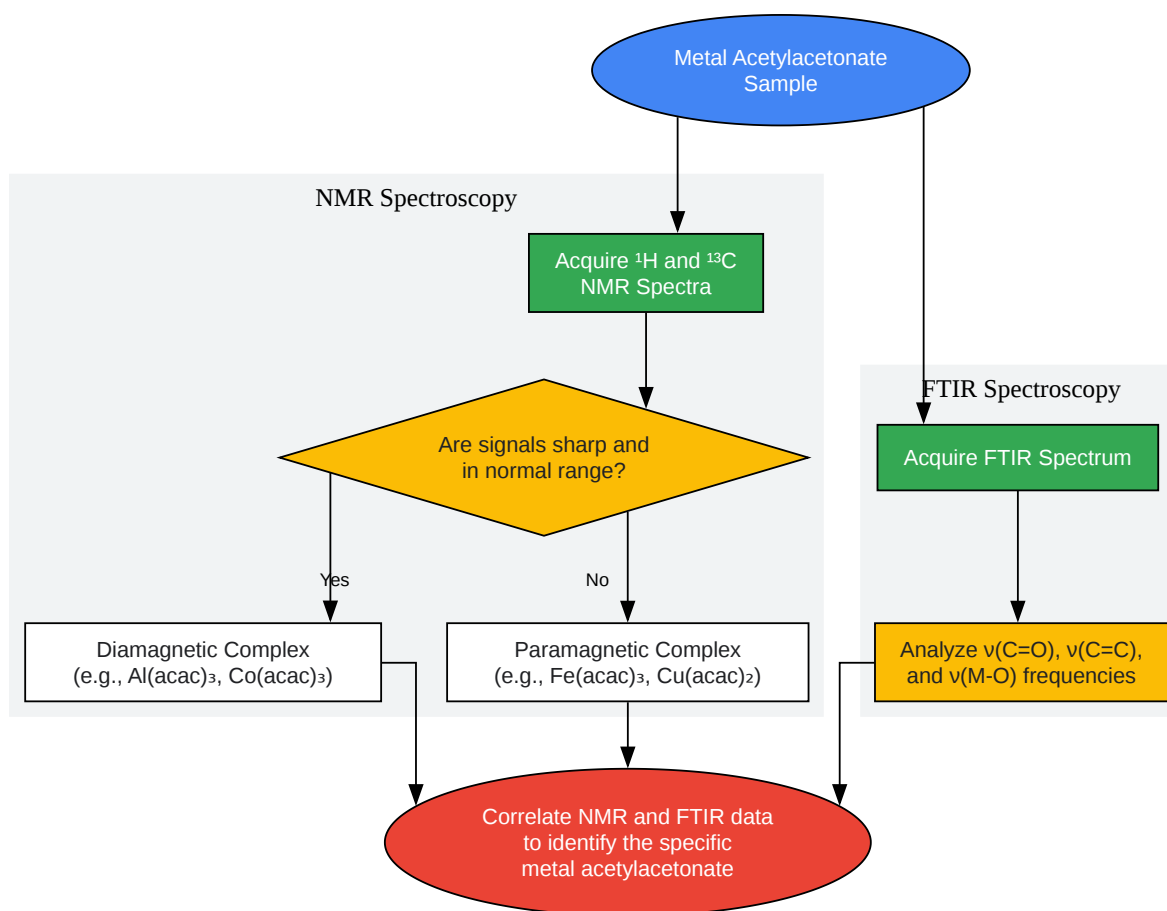 Metal Acetylacetonate
Sample
NMR Spectroscopy
Acquire ¹H and ¹³C
NMR Spectra
FTIR Spectroscopy
Are signals sharp and
in normal range?
Acquire FTIR Spectrum
Yes
No
Diamagnetic Complex
(e.g., Al(acac)₃, Co(acac)₃)
Paramagnetic Complex
(e.g., Fe(acac)₃, Cu(acac)₂)
Analyze ν(C=O), ν(C=C),
and ν(M-O) frequencies
Correlate NMR and FTIR data
to identify the specific
metal acetylacetonate